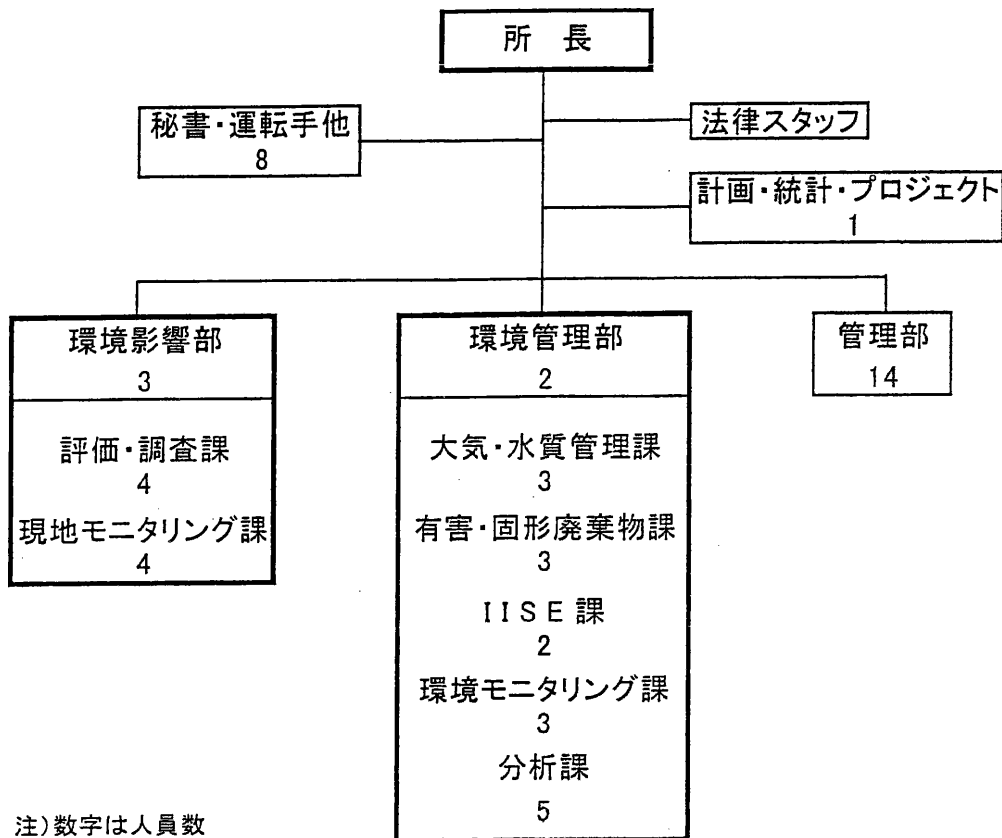 所　長
秘書・運転手他
8
法律スタッフ
計画・統計・プロジェクト
1
環境影響部
3
評価・調査課
4
現地モニタリング課
4
環境管理部
2
大気・水質管理課
3
有害・固形廃棄物課
3
IISE課
2
環境モニタリング課
3
分析課
5
管理部
14
注)数字は人員数